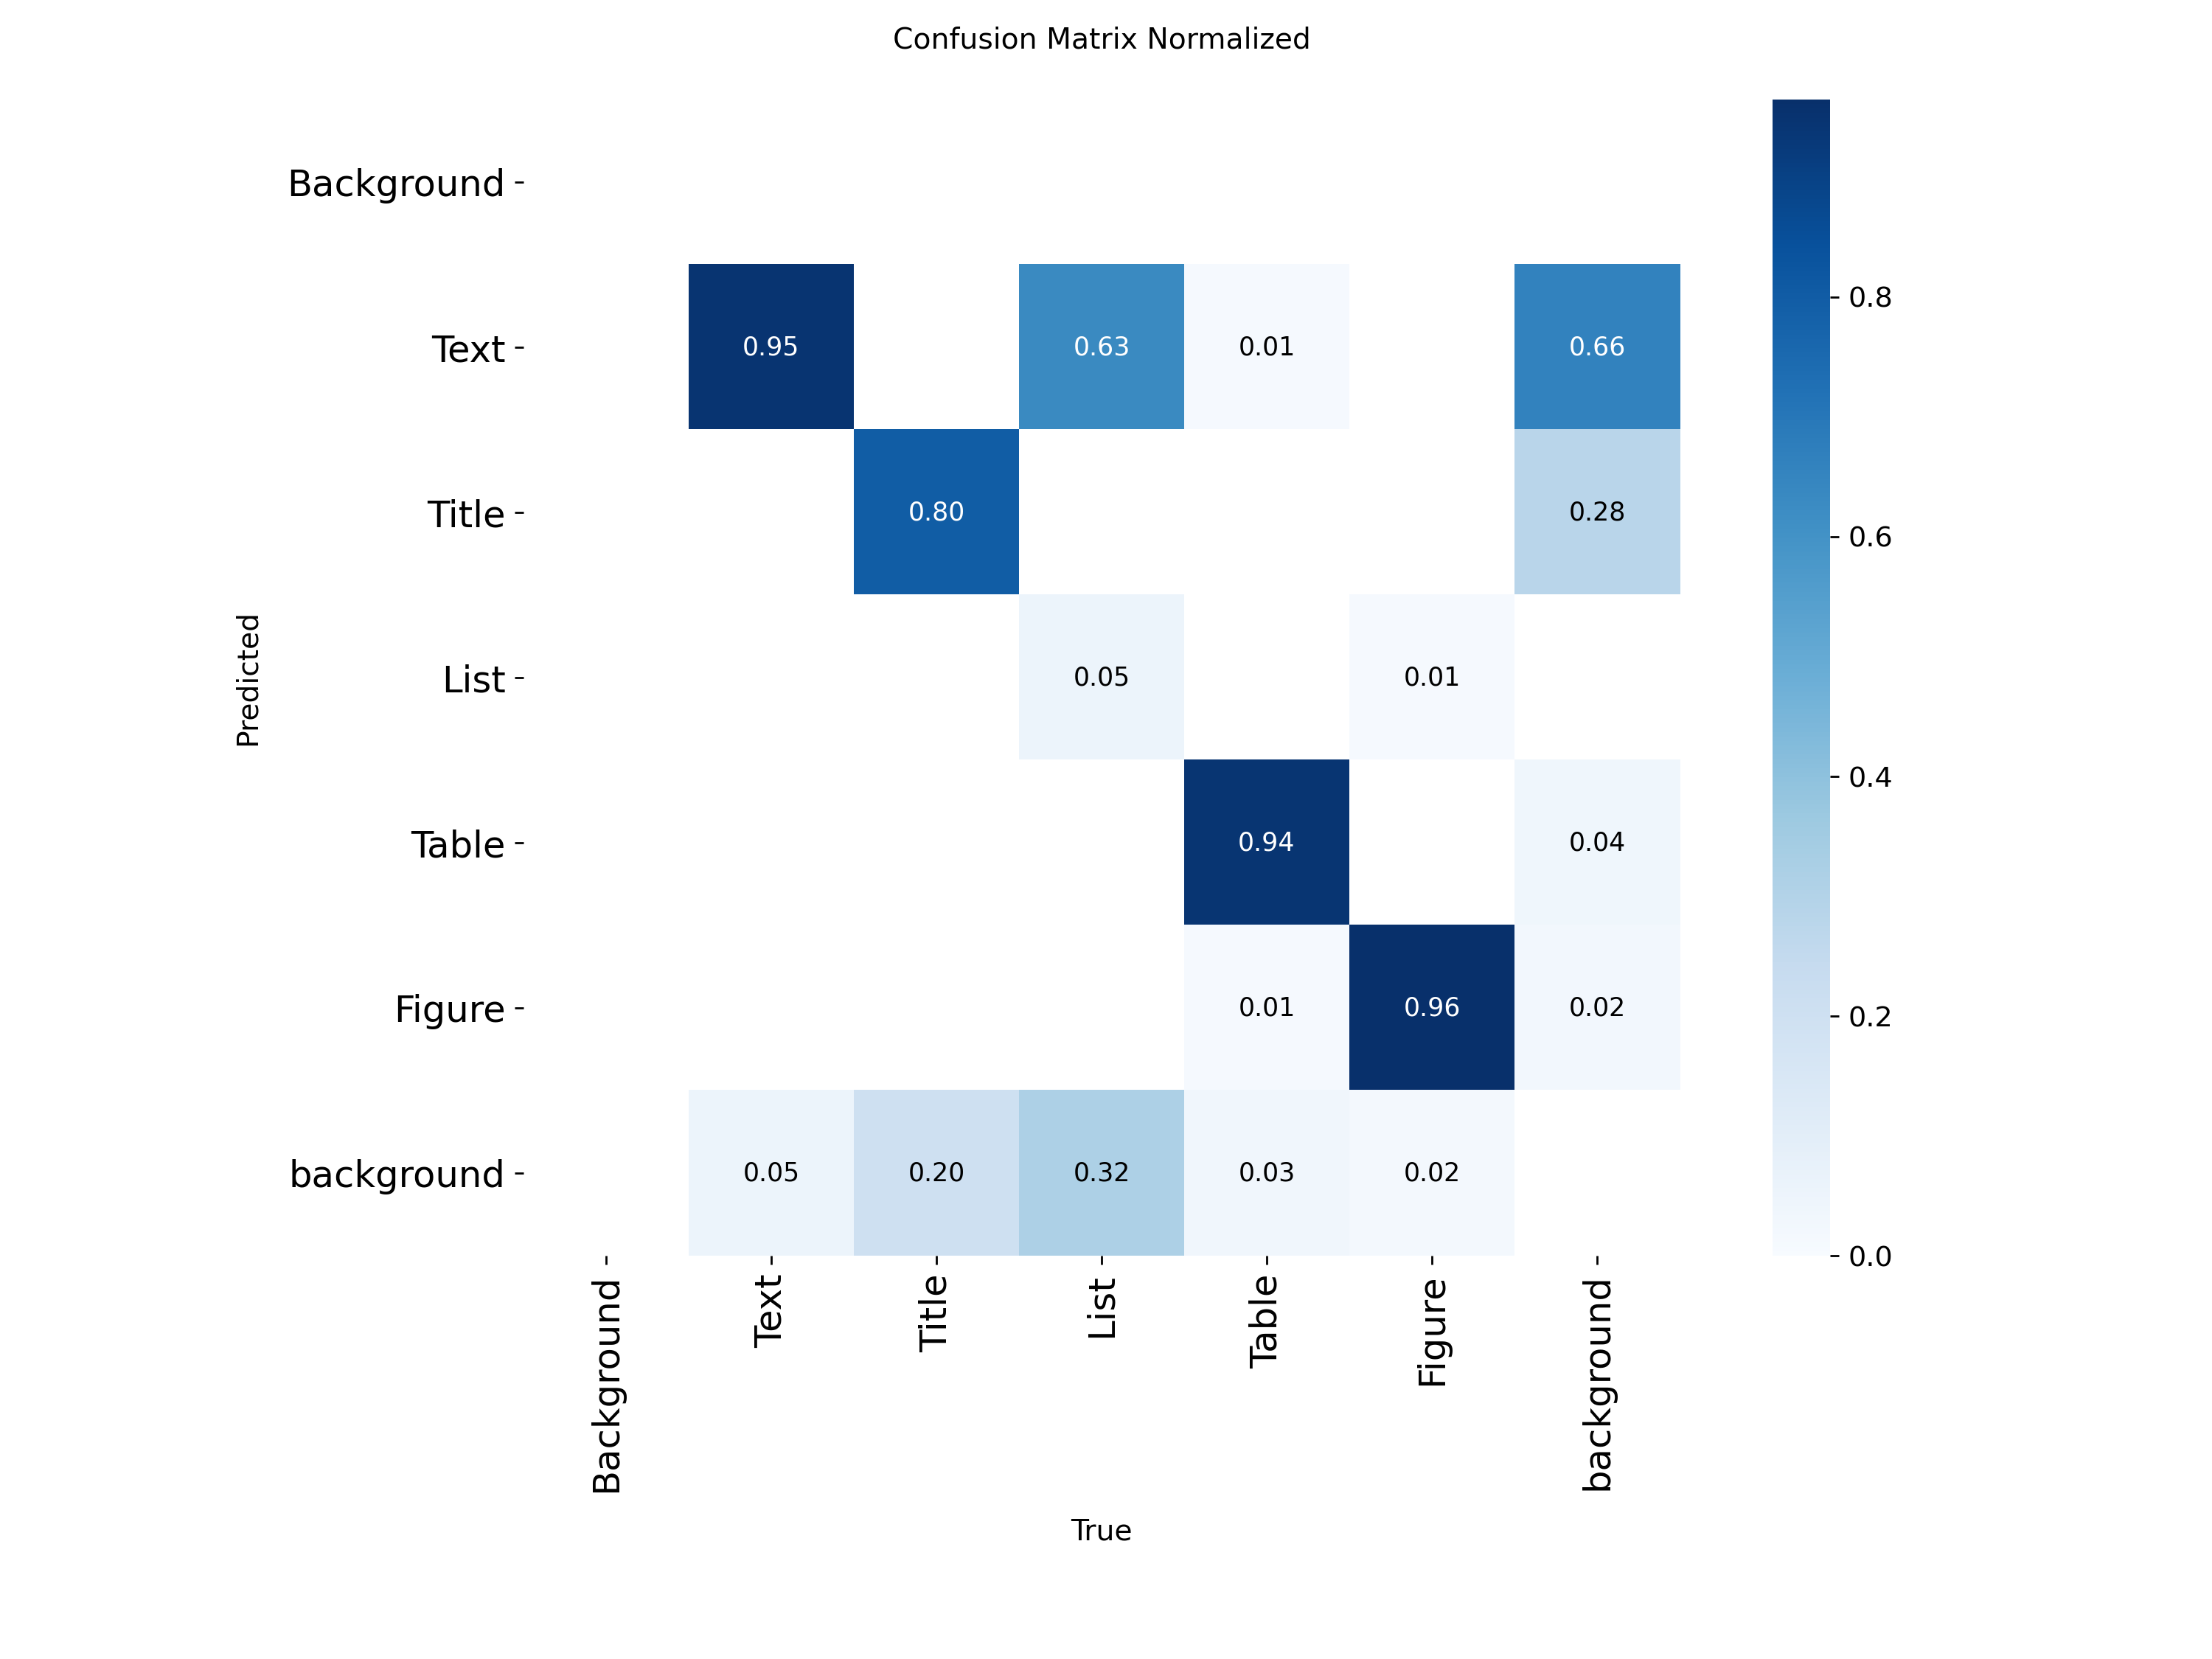 Confusion Matrix Normalized
Background
Text
0.95
0.63
0.01
0.66
0.8
Title
0.80
0.28
0.6
List
0.05
0.01
Predicted
0.4
Table
0.94
0.04
Figure
0.01
0.96
0.02
0.2
background
0.05
0.20
0.32
0.03
0.02
0.0
Background
Text
Title
List
Table
Figure
background
True